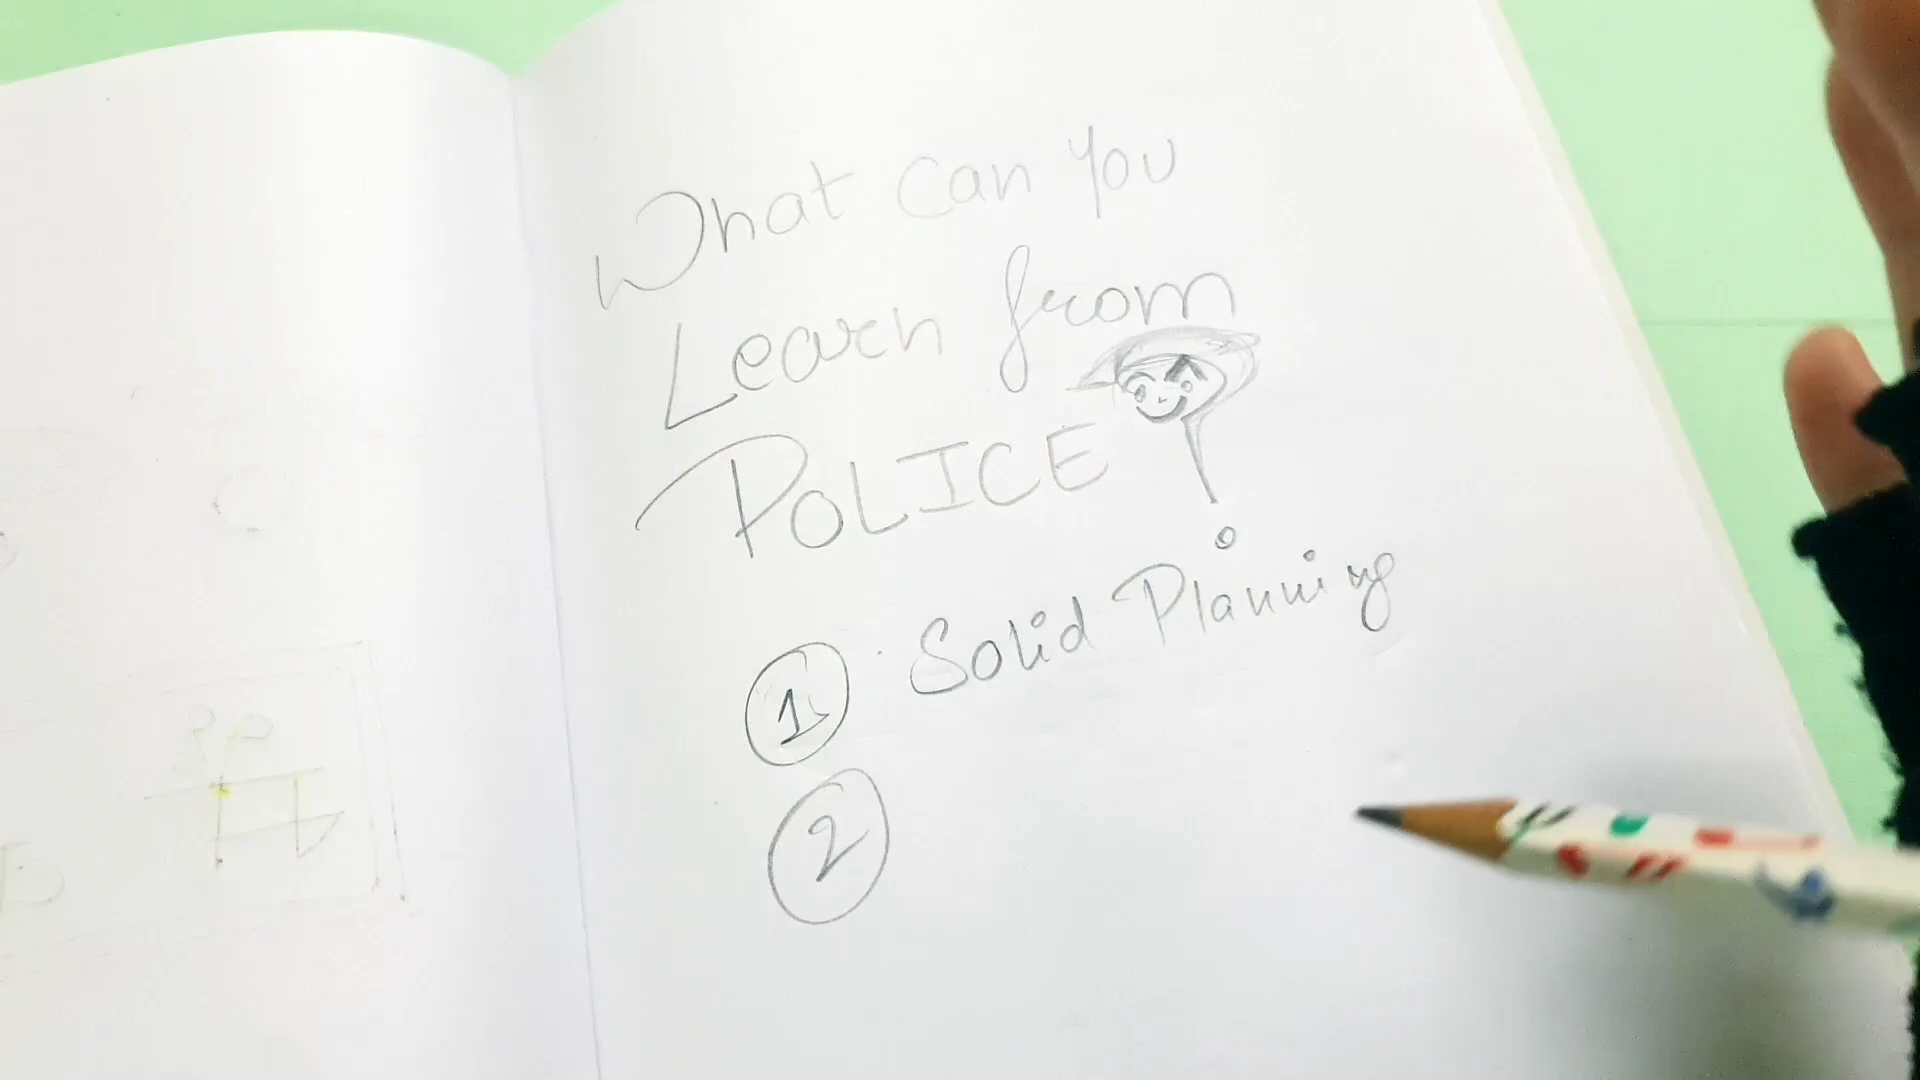 What Can You
Learn from
POLICE ?
1 Solid Planning
2